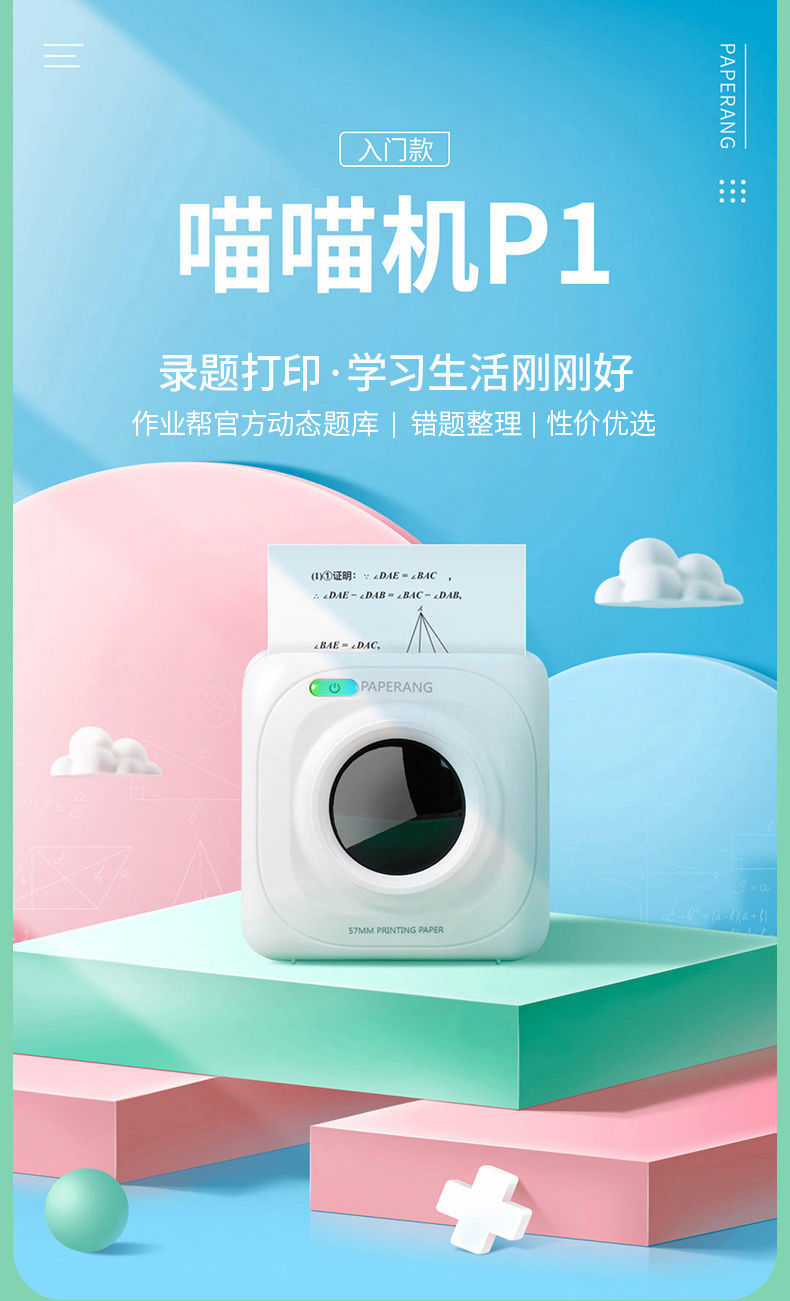 PAPERANG
入门款
喵喵机P1
录题打印·学习生活刚刚好
作业帮官方动态题库 | 错题整理 | 性价优选
(1)①证明：∵ ∠DAE = ∠BAC ，
∴ ∠DAE − ∠DAB = ∠BAC − ∠DAB,
A
∠BAE = ∠DAC,
PAPERANG
57MM PRINTING PAPER
a²-b²=(a-b)(a+b)